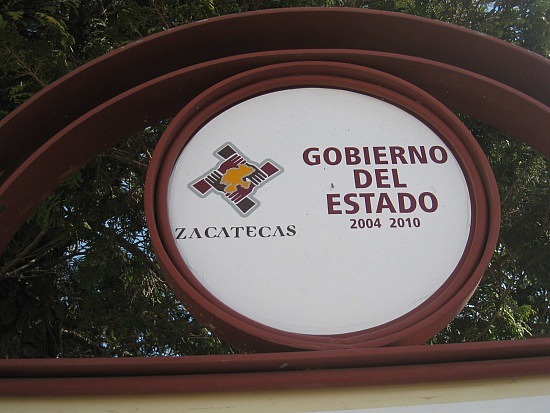 ZACATECAS
GOBIERNO
DEL
ESTADO
2004 2010